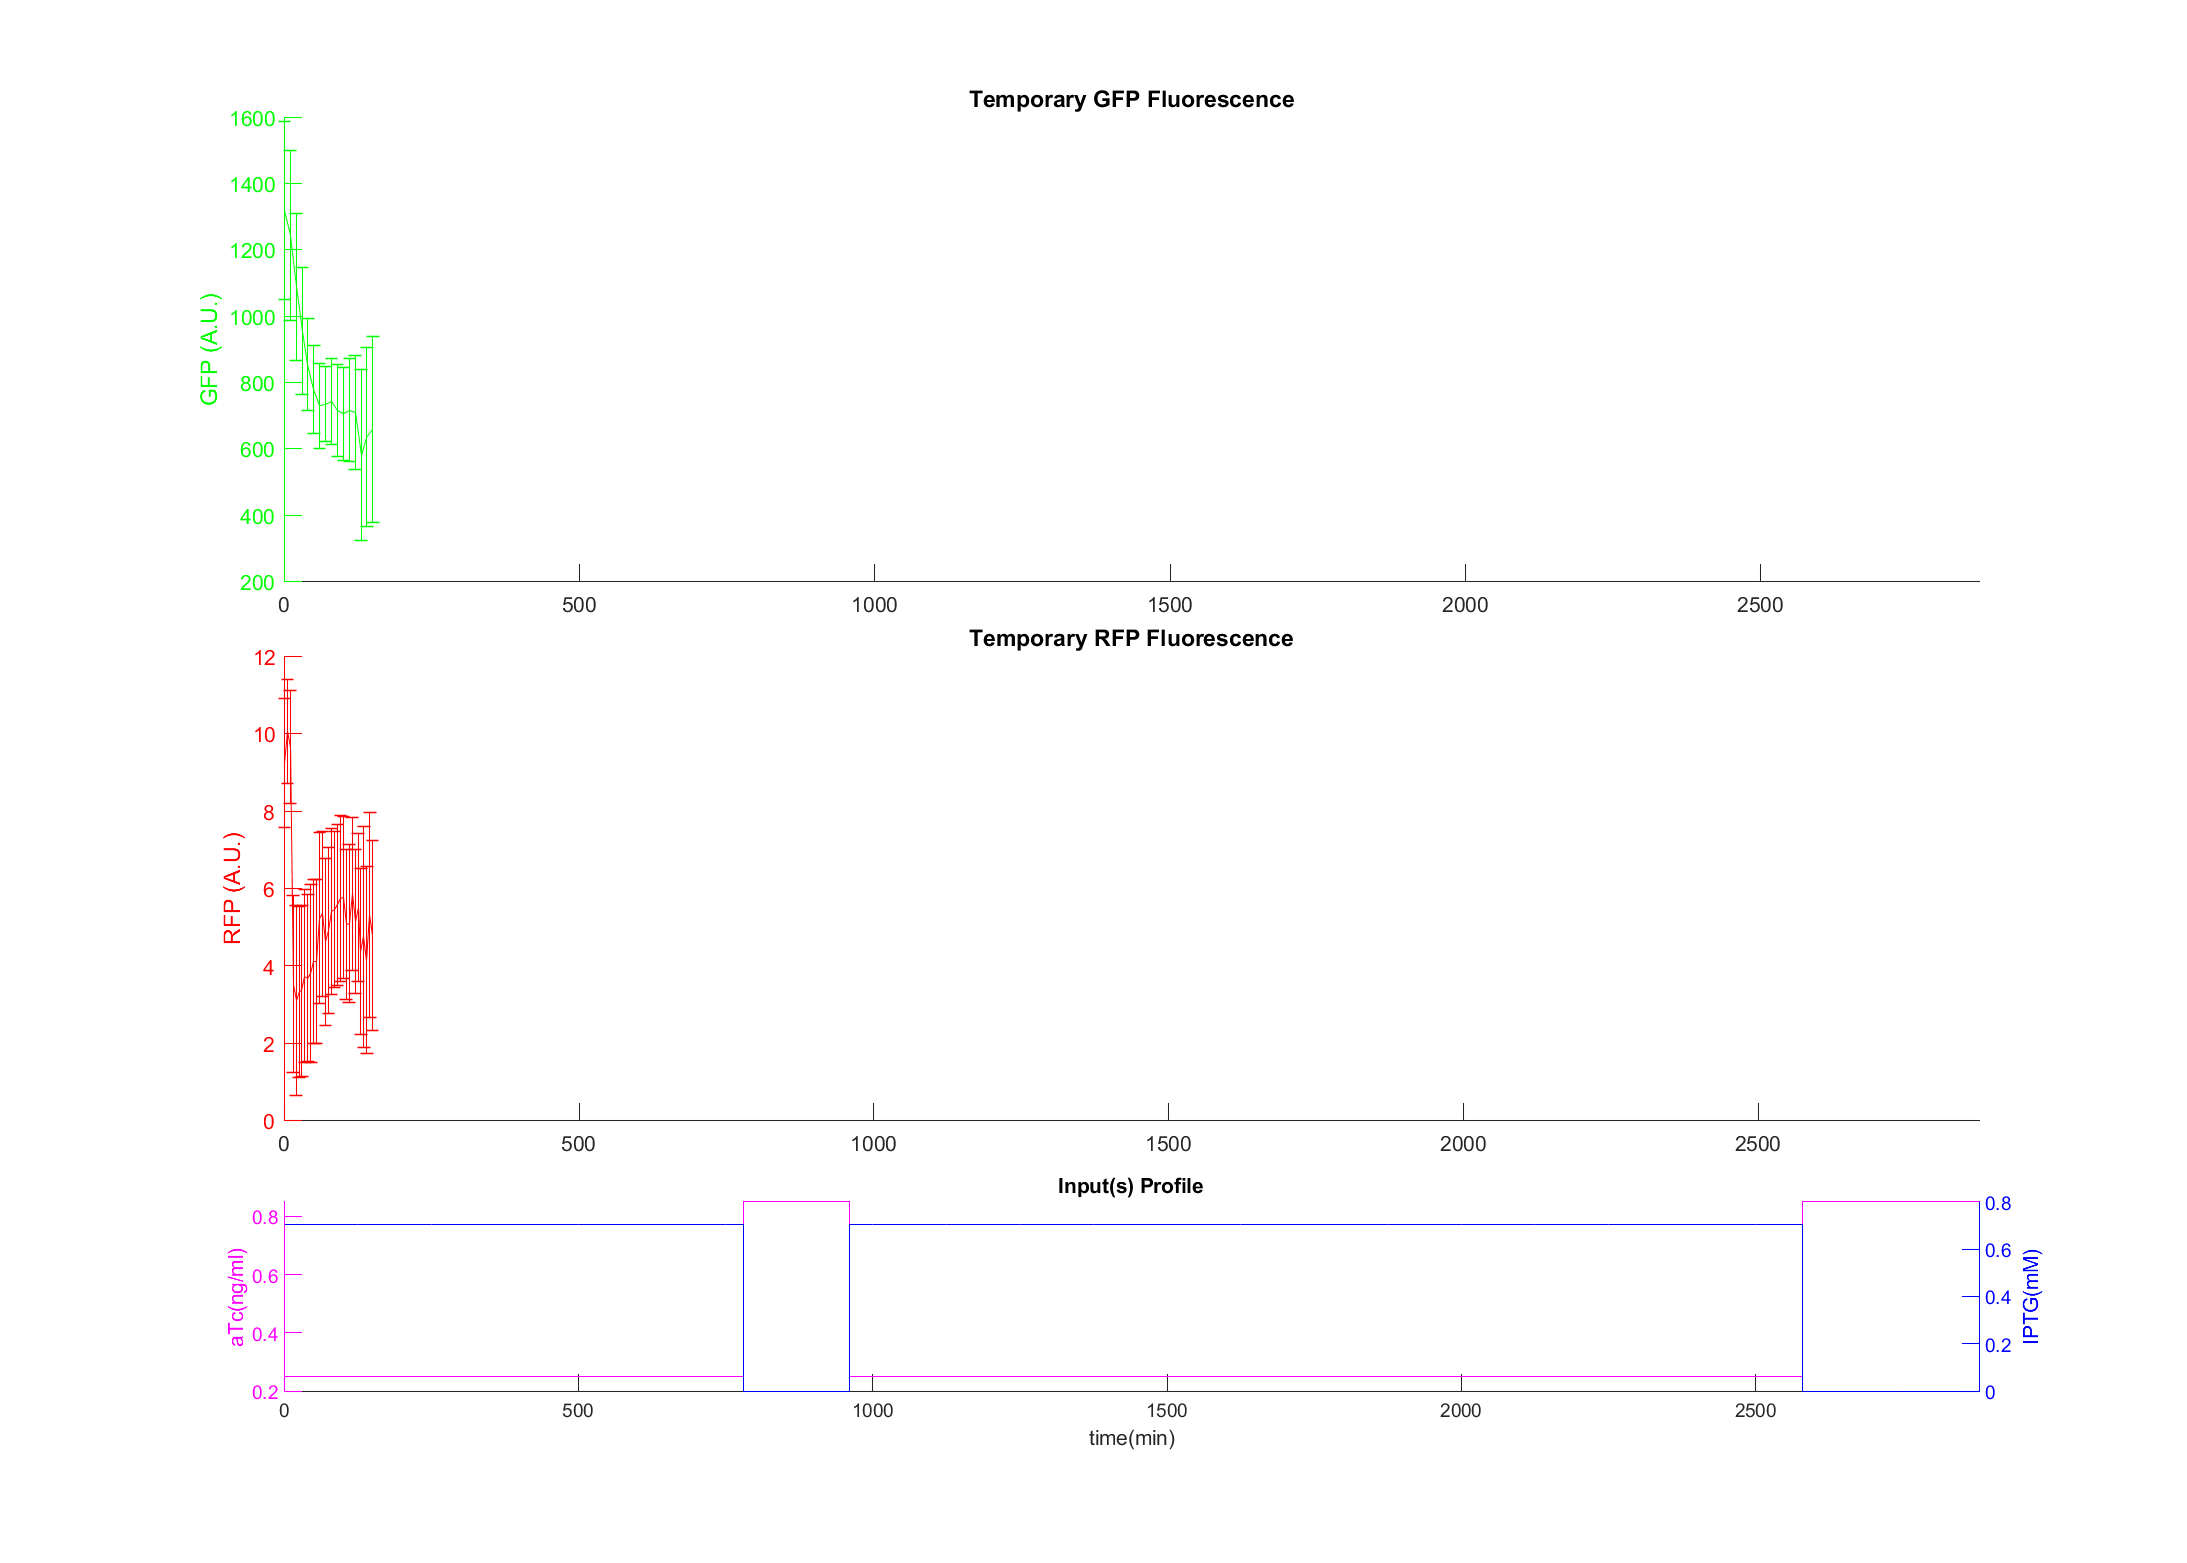 Temporary GFP Fluorescence
1600
1400
1200
1000
800
600
400
200
GFP (A.U.)
0 500 1000 1500 2000 2500
Temporary RFP Fluorescence
12
10
8
6
4
2
0
RFP (A.U.)
0 500 1000 1500 2000 2500
Input(s) Profile
0.8
0.6
0.4
0.2
aTc(ng/ml)
0.8
0.6
0.4
0.2
0
IPTG(mM)
0 500 1000 1500 2000 2500
time(min)